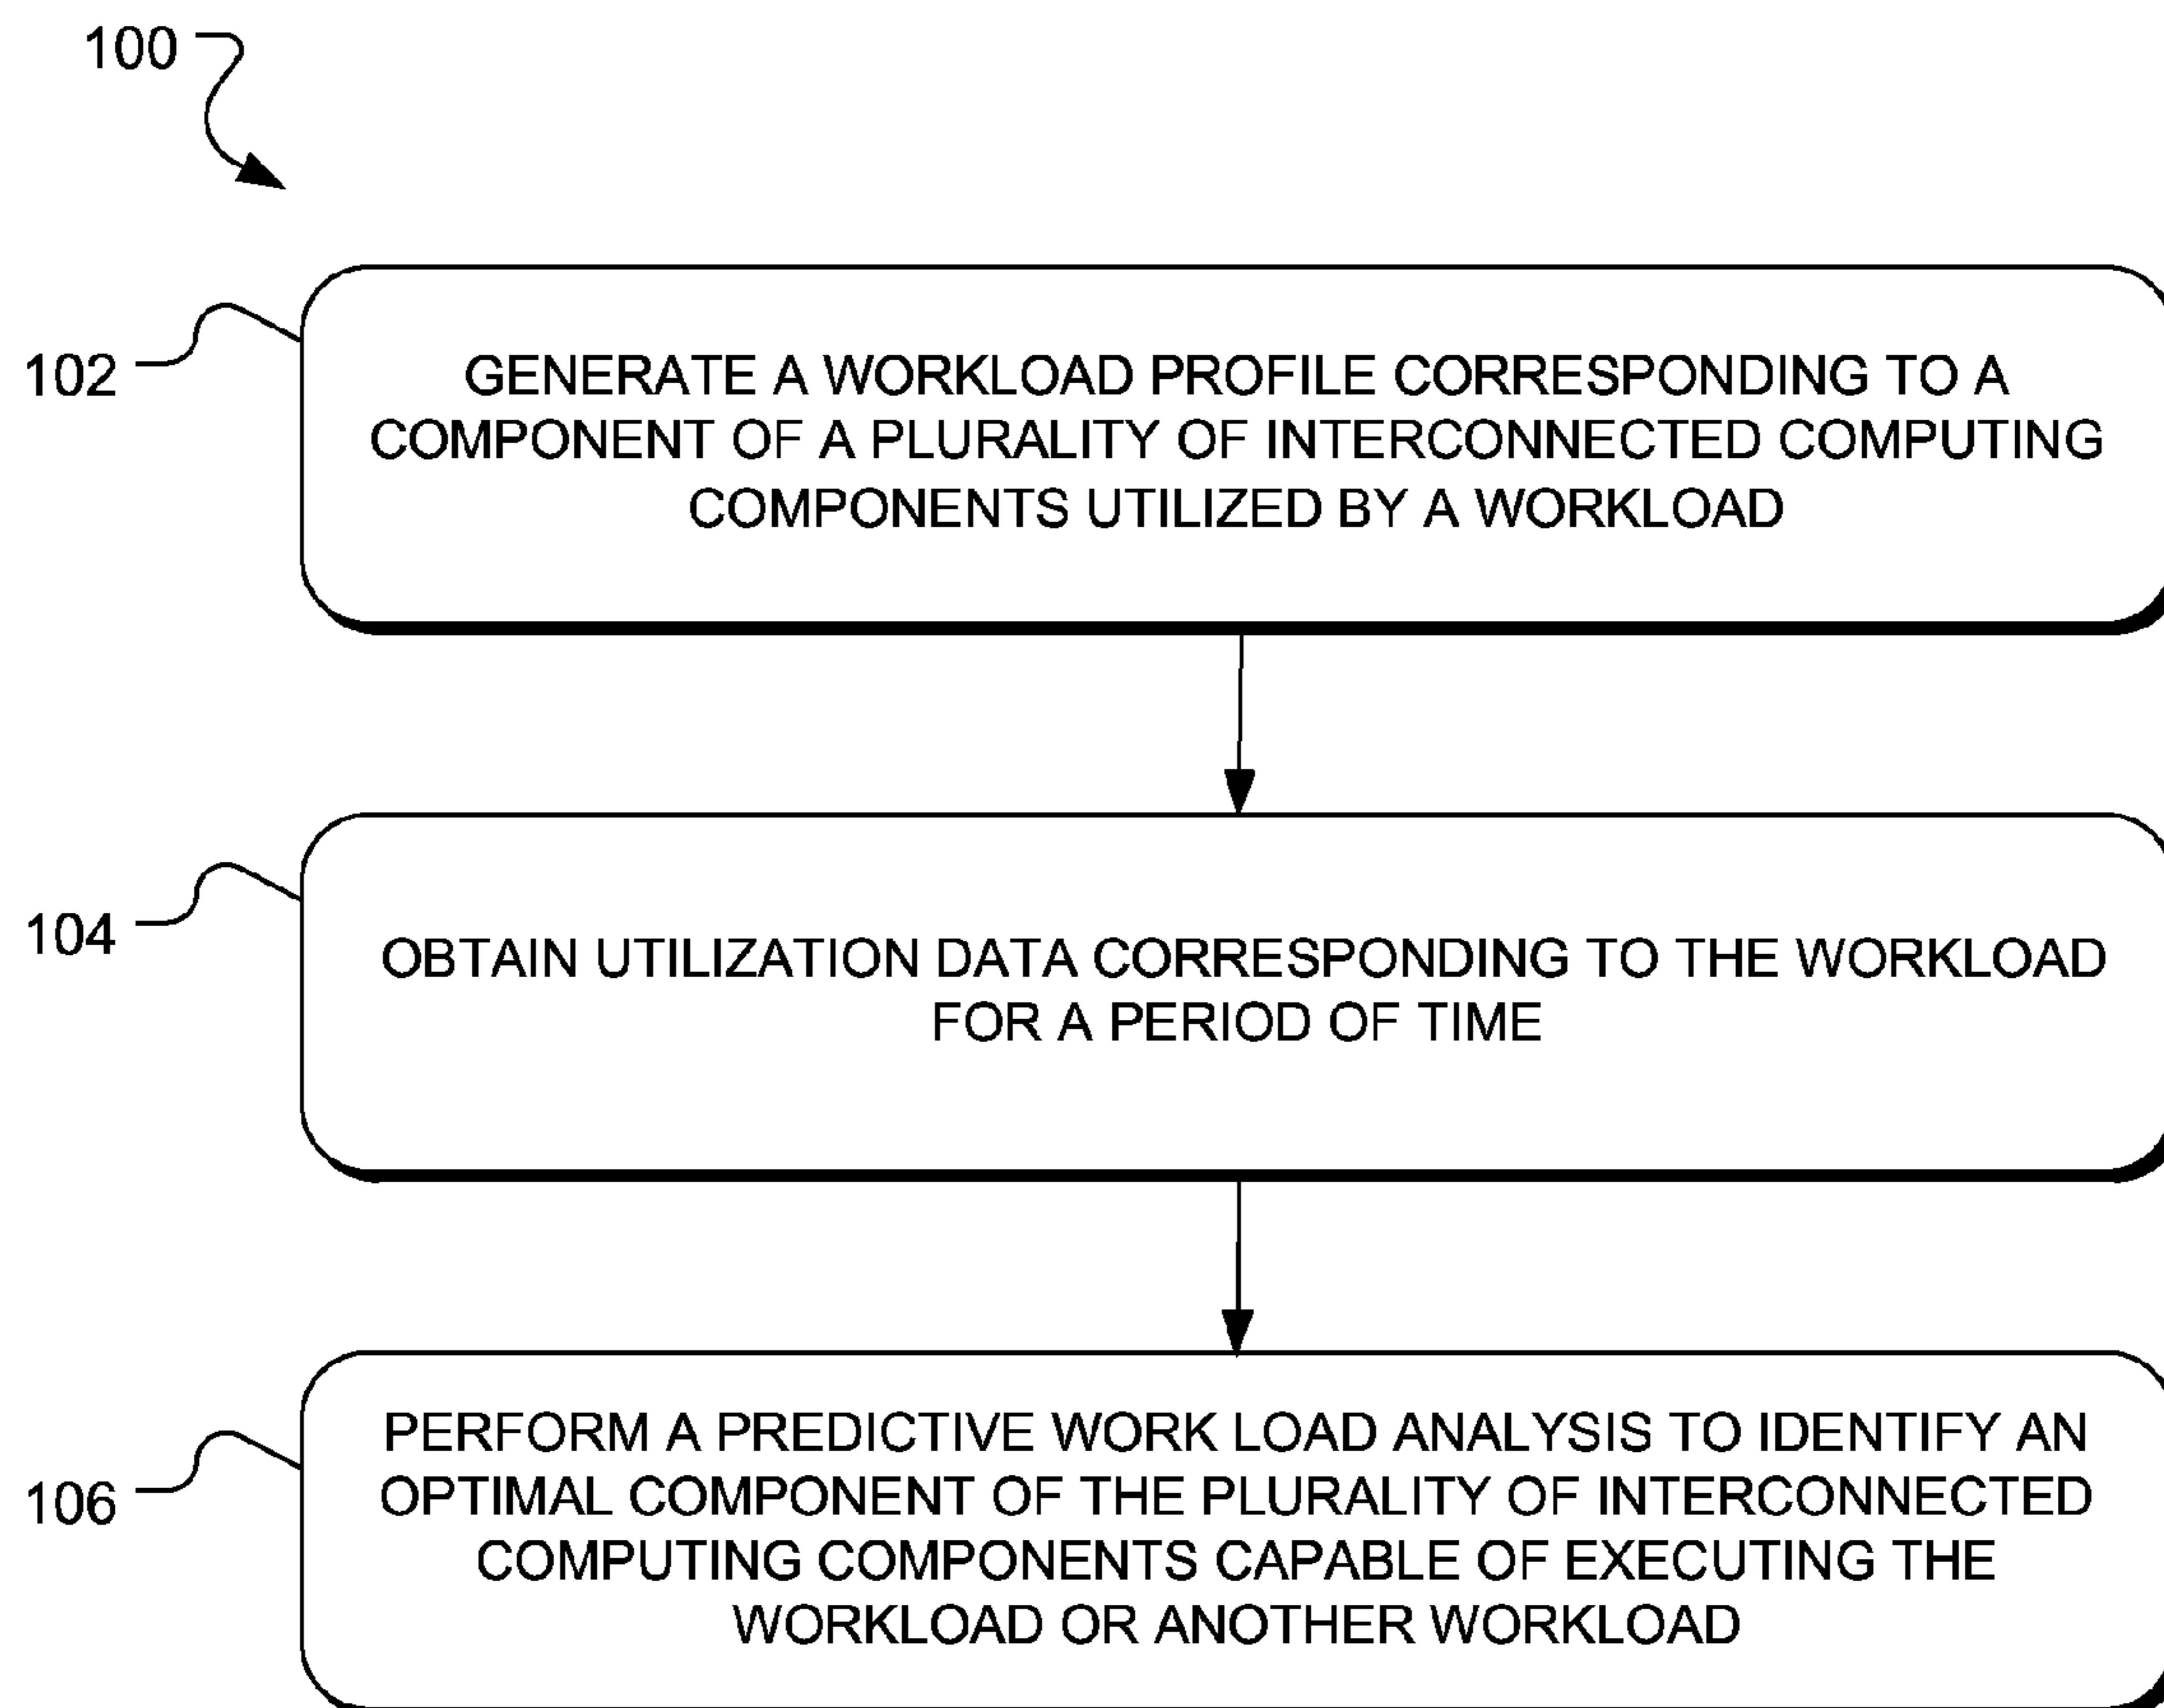 100
102
GENERATE A WORKLOAD PROFILE CORRESPONDING TO A
COMPONENT OF A PLURALITY OF INTERCONNECTED COMPUTING
COMPONENTS UTILIZED BY A WORKLOAD
104
OBTAIN UTILIZATION DATA CORRESPONDING TO THE WORKLOAD
FOR A PERIOD OF TIME
106
PERFORM A PREDICTIVE WORK LOAD ANALYSIS TO IDENTIFY AN
OPTIMAL COMPONENT OF THE PLURALITY OF INTERCONNECTED
COMPUTING COMPONENTS CAPABLE OF EXECUTING THE
WORKLOAD OR ANOTHER WORKLOAD